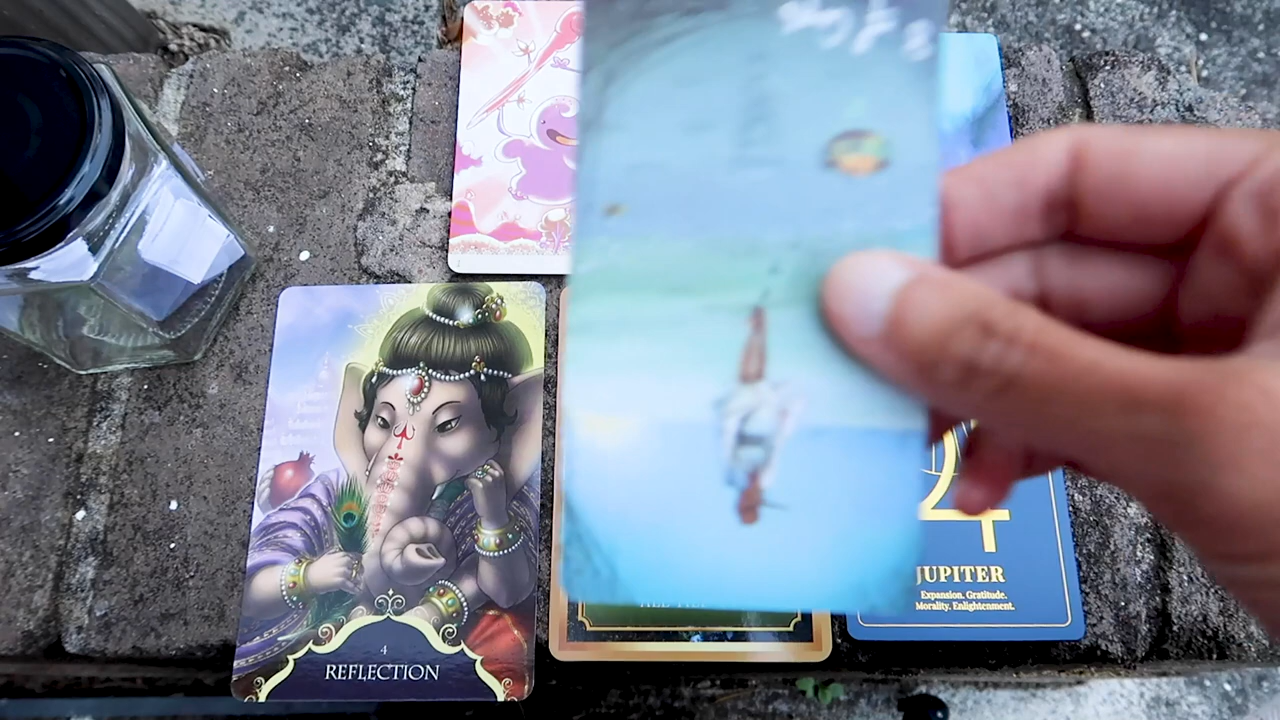 4
REFLECTION
JUPITER
Expansion. Gratitude.
Morality. Enlightenment.